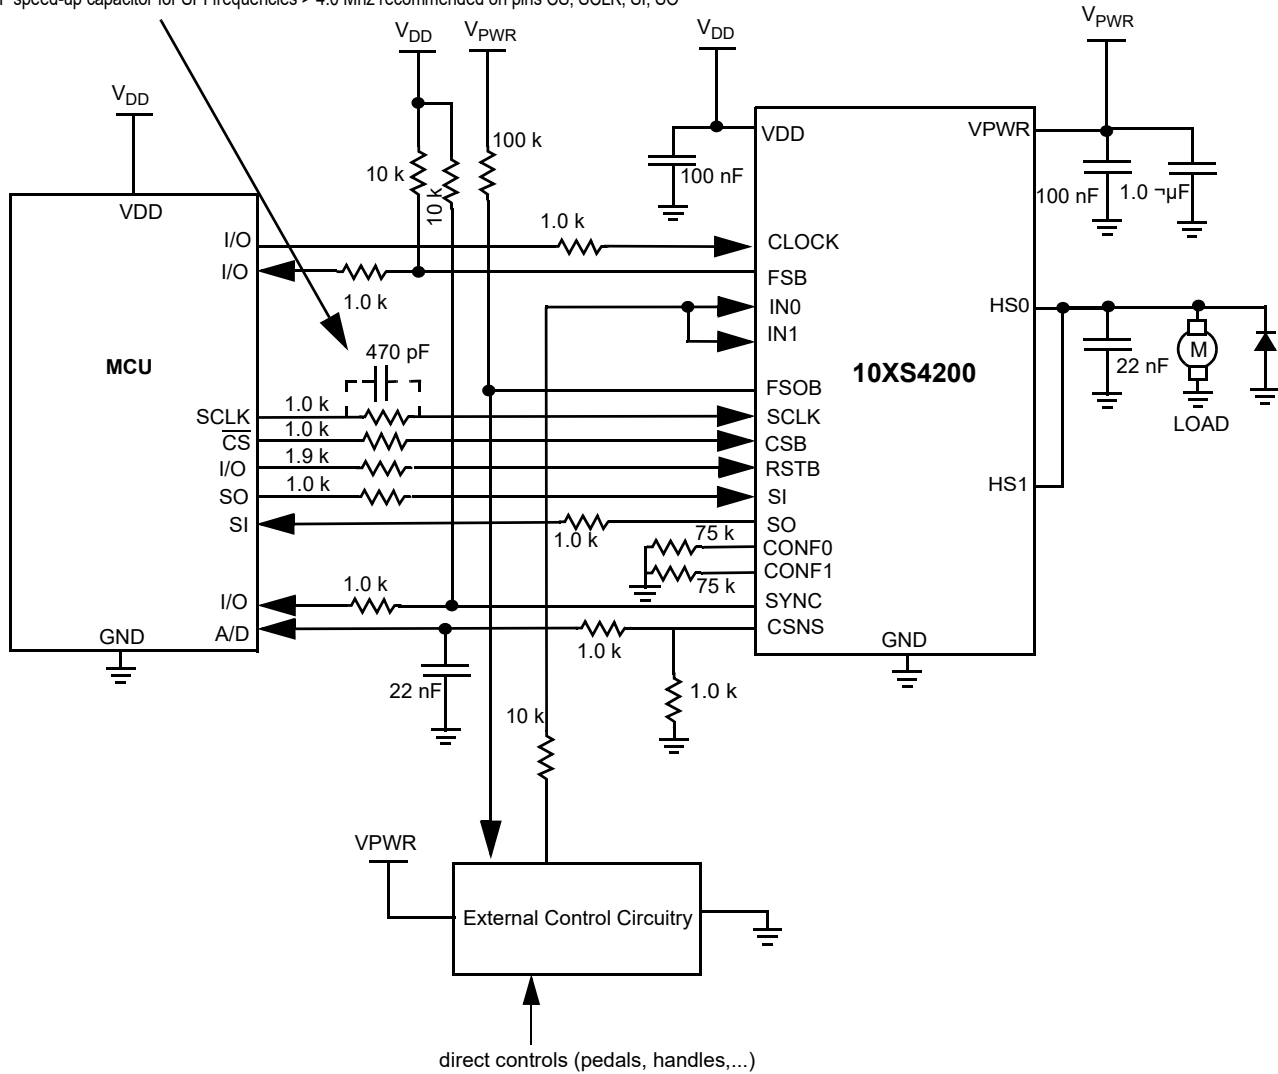 speed-up capacitor for SPI frequencies > 4.0 MHz recommended on pins CS, SCLK, SI, SO
VPWR
VDD
VPWR
VDD
VDD
100 k
VDD
VPWR
10 k
10 k
100 nF
100 nF
1.0 ¬µF
VDD
1.0 k
I/O
CLOCK
I/O
FSB
1.0 k
IN0
HS0
IN1
470 pF
MCU
10XS4200
M
22 nF
FSOB
1.0 k
SCLK
SCLK
LOAD
1.0 k
CS
CSB
1.9 k
I/O
RSTB
1.0 k
HS1
SO
SI
SI
SO
1.0 k
75 k
CONF0
CONF1
1.0 k
75 k
I/O
SYNC
A/D
CSNS
GND
GND
1.0 k
22 nF
1.0 k
10 k
VPWR
External Control Circuitry
direct controls (pedals, handles,...)